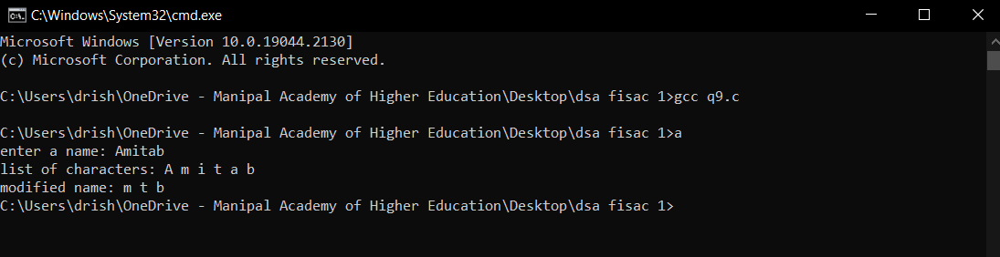 C:\Windows\System32\cmd.exe
Microsoft Windows [Version 10.0.19044.2130]
(c) Microsoft Corporation. All rights reserved.
C:\Users\drish\OneDrive - Manipal Academy of Higher Education\Desktop\dsa fisac 1>gcc q9.c
C:\Users\drish\OneDrive - Manipal Academy of Higher Education\Desktop\dsa fisac 1>a
enter a name: Amitab
list of characters: A m i t a b
modified name: m t b
C:\Users\drish\OneDrive - Manipal Academy of Higher Education\Desktop\dsa fisac 1>